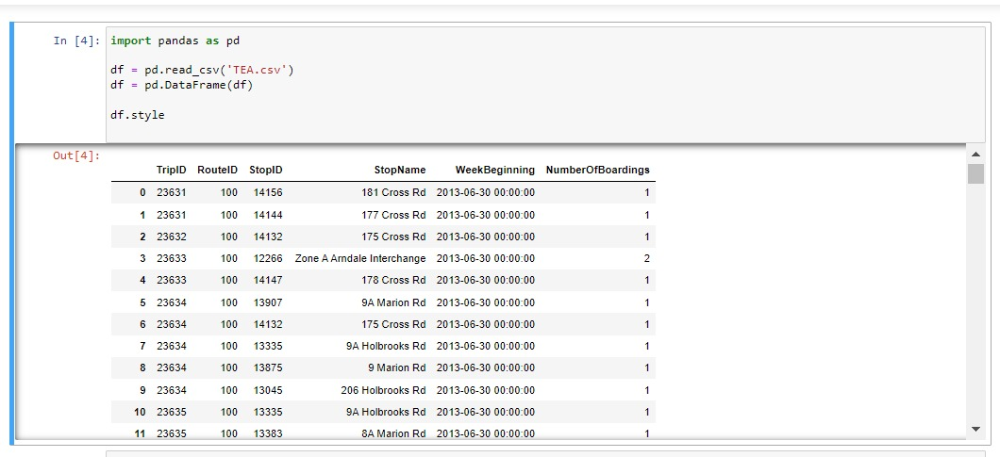 In [4]: import pandas as pd
df = pd.read_csv('TEA.csv')
df = pd.DataFrame(df)
df.style
Out[4]:
TripID RouteID StopID StopName WeekBeginning NumberOfBoardings
0 23631 100 14156 181 Cross Rd 2013-06-30 00:00:00 1
1 23631 100 14144 177 Cross Rd 2013-06-30 00:00:00 1
2 23632 100 14132 175 Cross Rd 2013-06-30 00:00:00 1
3 23633 100 12266 Zone A Arndale Interchange 2013-06-30 00:00:00 2
4 23633 100 14147 178 Cross Rd 2013-06-30 00:00:00 1
5 23634 100 13907 9A Marion Rd 2013-06-30 00:00:00 1
6 23634 100 14132 175 Cross Rd 2013-06-30 00:00:00 1
7 23634 100 13335 9A Holbrooks Rd 2013-06-30 00:00:00 1
8 23634 100 13875 9 Marion Rd 2013-06-30 00:00:00 1
9 23634 100 13045 206 Holbrooks Rd 2013-06-30 00:00:00 1
10 23635 100 13335 9A Holbrooks Rd 2013-06-30 00:00:00 1
11 23635 100 13383 8A Marion Rd 2013-06-30 00:00:00 1